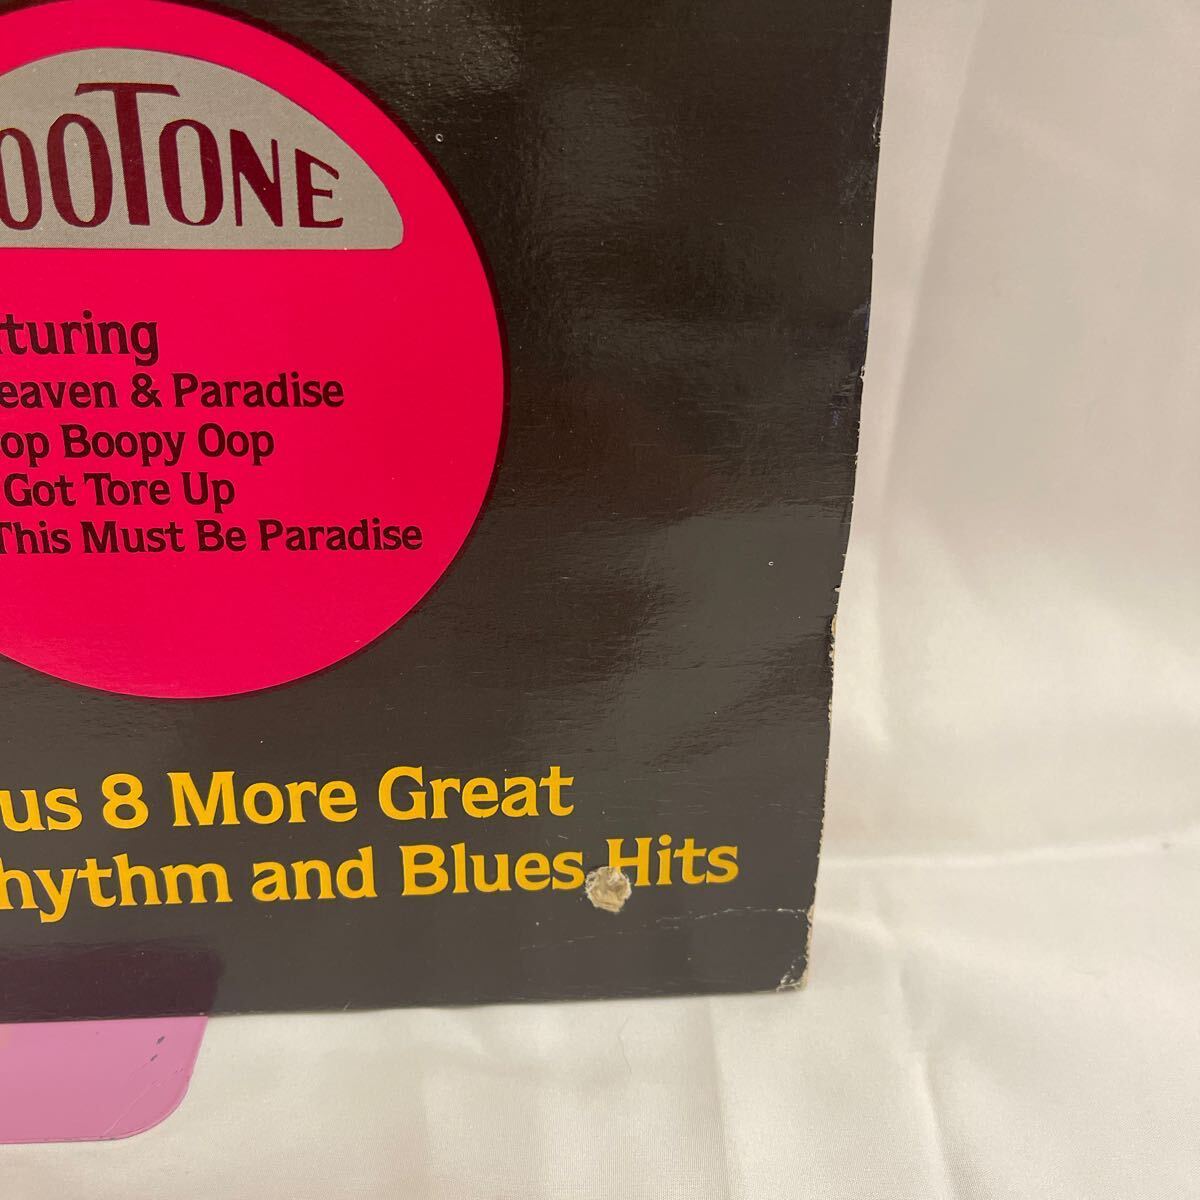 OOTONE
turing
eaven & Paradise
op Boopy Oop
Got Tore Up
This Must Be Paradise
us 8 More Great
hythm and Blues Hits